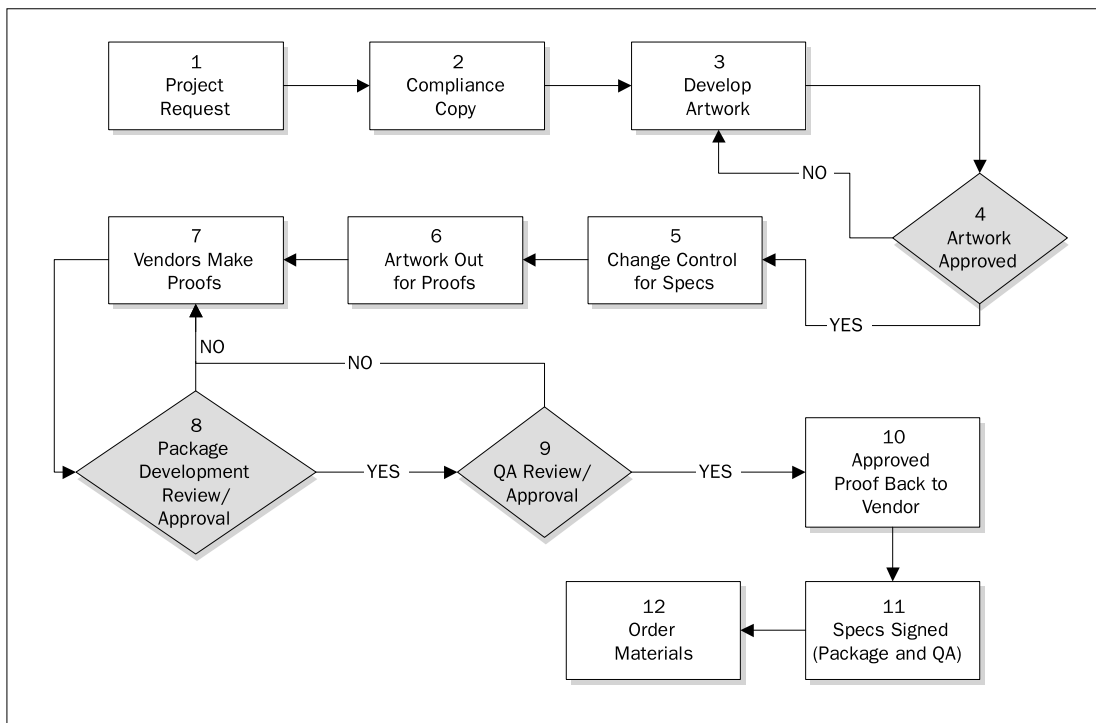 1
Project
Request
2
Compliance
Copy
3
Develop
Artwork
NO
4
Artwork
Approved
YES
5
Change Control
for Specs
6
Artwork Out
for Proofs
7
Vendors Make
Proofs
NO
NO
8
Package
Development
Review/
Approval
YES
9
QA Review/
Approval
YES
10
Approved
Proof Back to
Vendor
11
Specs Signed
(Package and QA)
12
Order
Materials